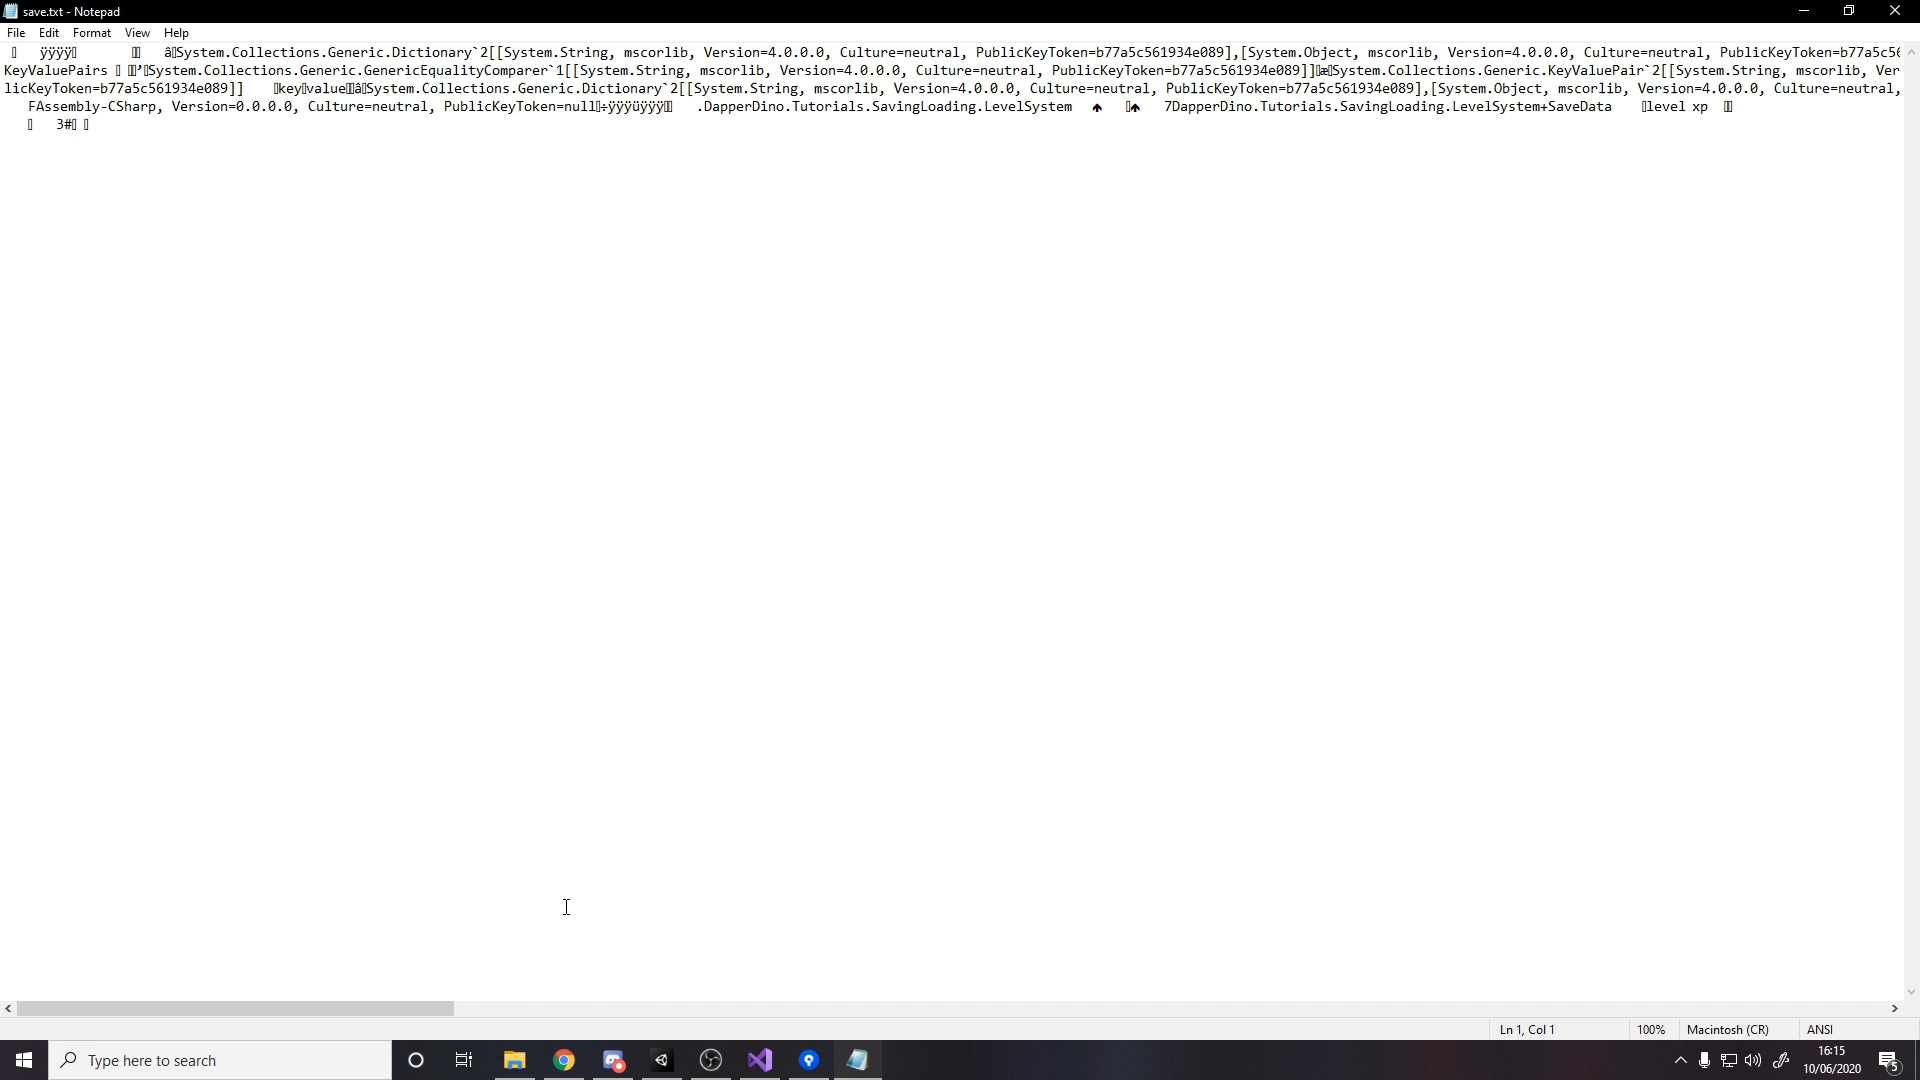 save.txt - Notepad
File Edit Format View Help
ÿÿÿÿ â System.Collections.Generic.Dictionary`2[[System.String, mscorlib, Version=4.0.0.0, Culture=neutral, PublicKeyToken=b77a5c561934e089],[System.Object, mscorlib, Version=4.0.0.0, Culture=neutral, PublicKeyToken=b77a5c56
KeyValuePairs ’ System.Collections.Generic.GenericEqualityComparer`1[[System.String, mscorlib, Version=4.0.0.0, Culture=neutral, PublicKeyToken=b77a5c561934e089]] æ System.Collections.Generic.KeyValuePair`2[[System.String, mscorlib, Ver
licKeyToken=b77a5c561934e089]] key value â System.Collections.Generic.Dictionary`2[[System.String, mscorlib, Version=4.0.0.0, Culture=neutral, PublicKeyToken=b77a5c561934e089],[System.Object, mscorlib, Version=4.0.0.0, Culture=neutral,
FAssembly-CSharp, Version=0.0.0.0, Culture=neutral, PublicKeyToken=null ÷ÿÿÿüÿÿÿ .DapperDino.Tutorials.SavingLoading.LevelSystem 7DapperDino.Tutorials.SavingLoading.LevelSystem+SaveData level xp
3#
Ln 1, Col 1 100% Macintosh (CR) ANSI
Type here to search
16:15
10/06/2020
5